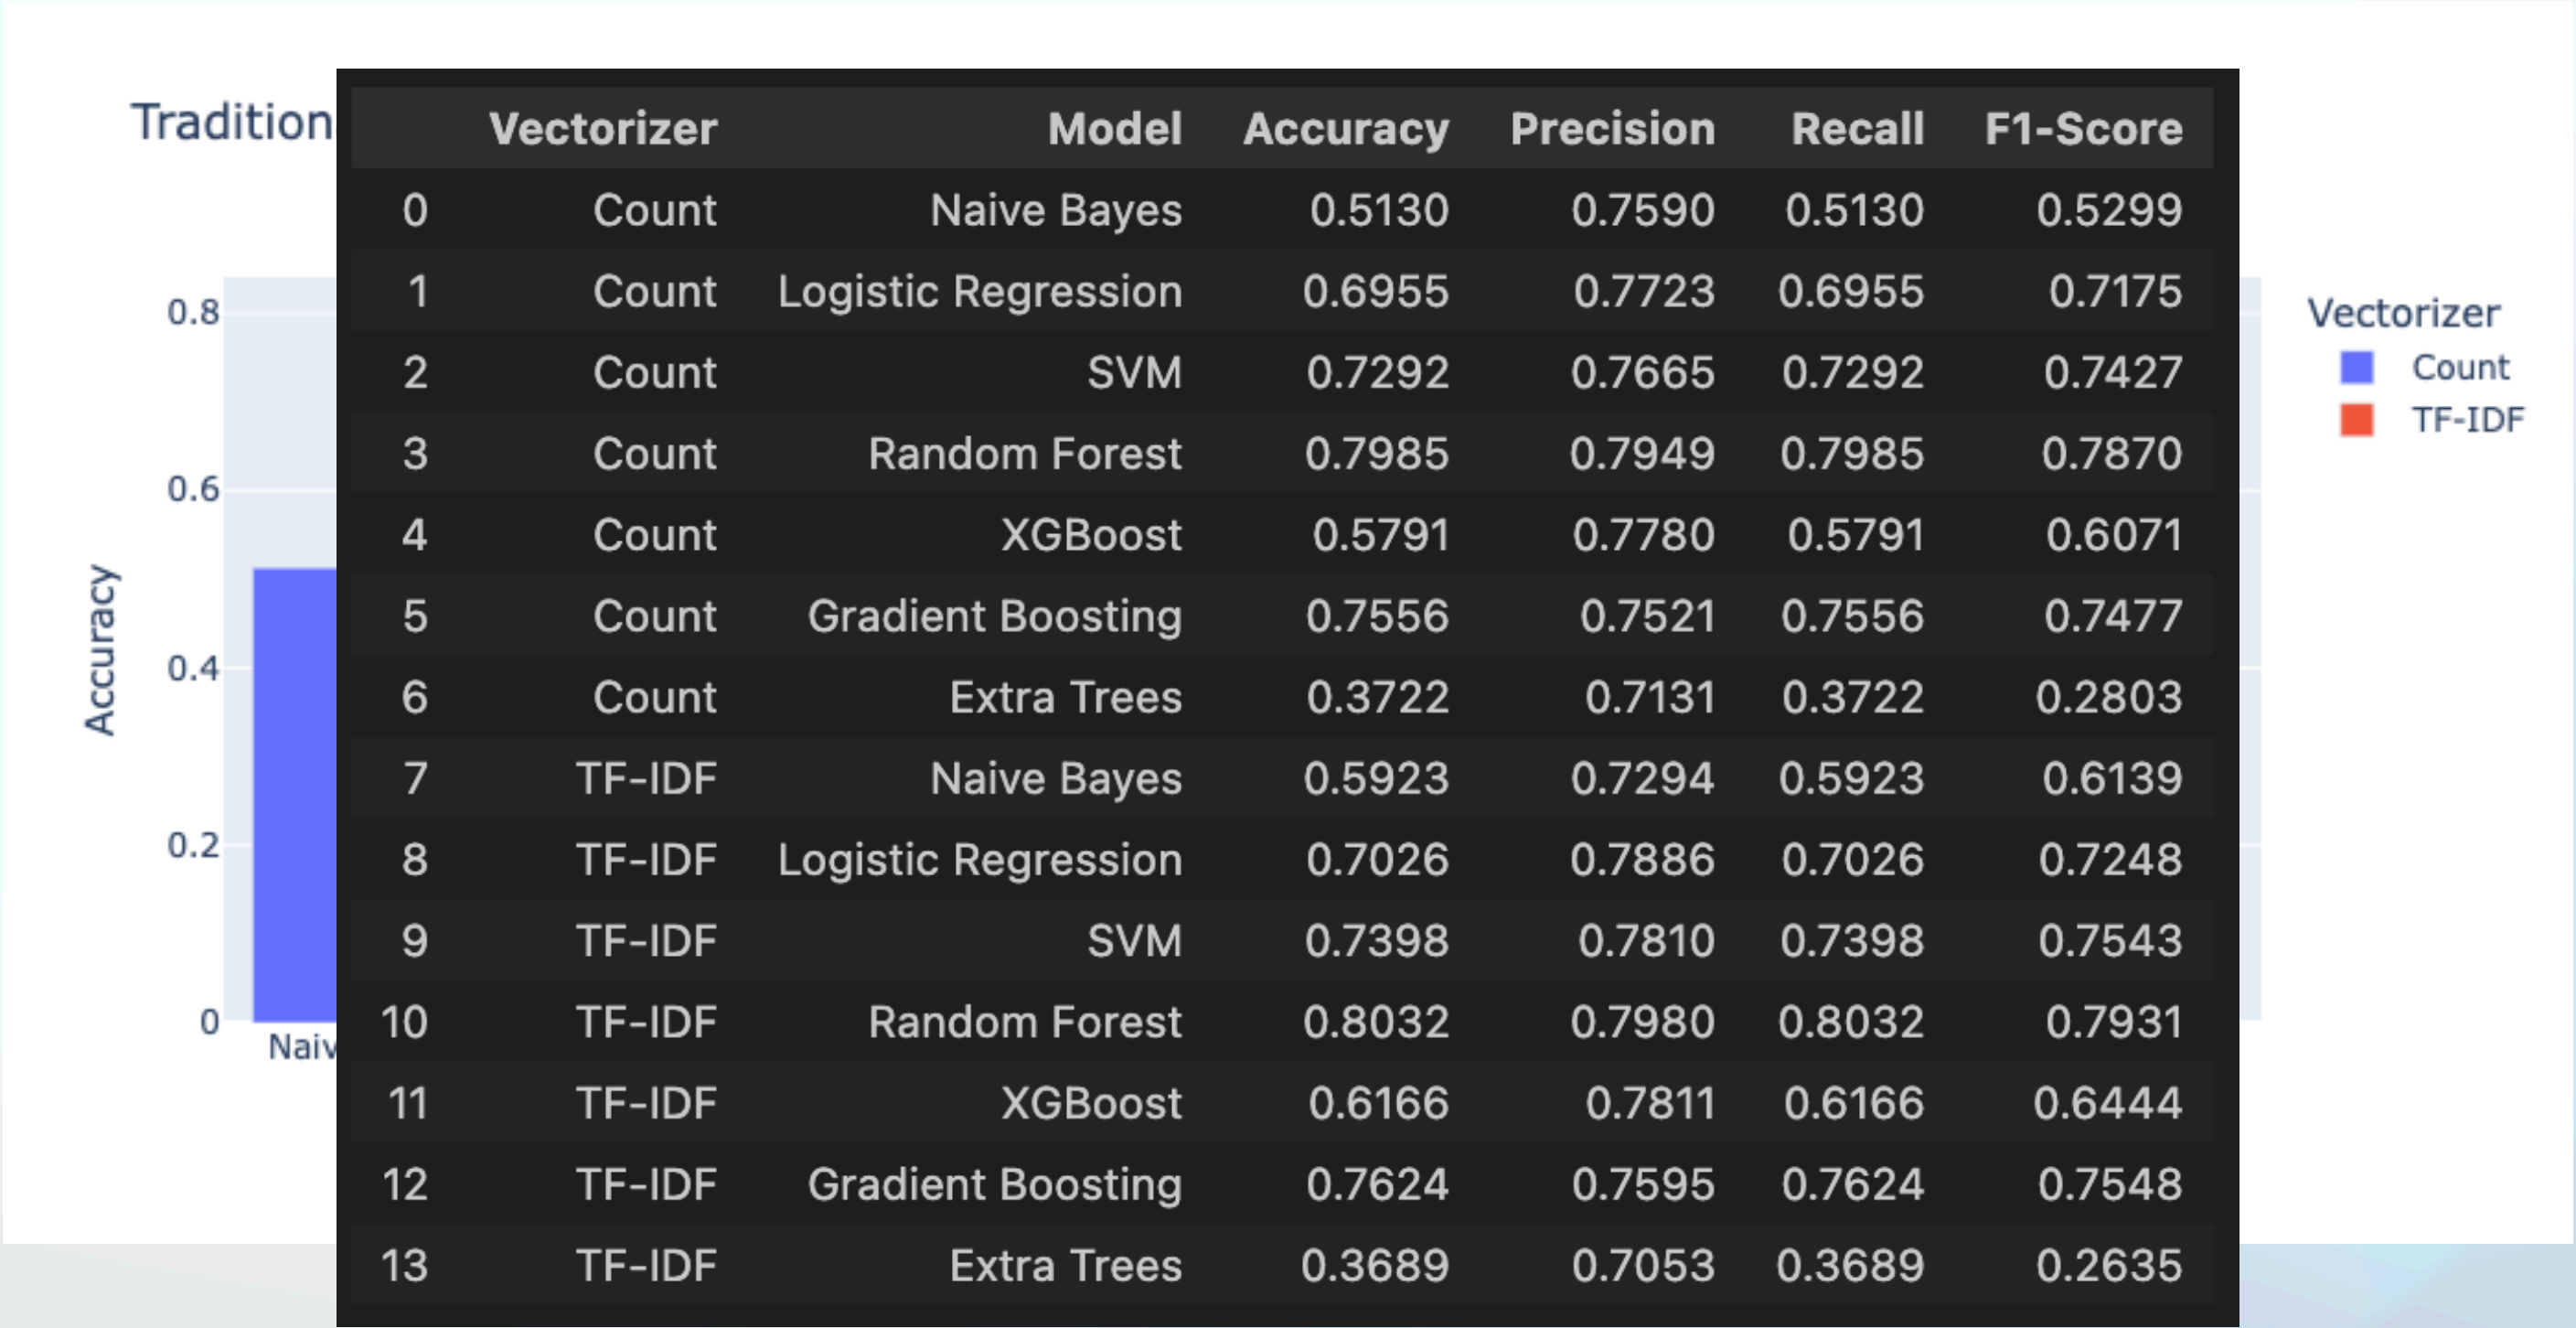 Tradition
Vectorizer Model Accuracy Precision Recall F1-Score
0 Count Naive Bayes 0.5130 0.7590 0.5130 0.5299
1 Count Logistic Regression 0.6955 0.7723 0.6955 0.7175
2 Count SVM 0.7292 0.7665 0.7292 0.7427
3 Count Random Forest 0.7985 0.7949 0.7985 0.7870
4 Count XGBoost 0.5791 0.7780 0.5791 0.6071
5 Count Gradient Boosting 0.7556 0.7521 0.7556 0.7477
6 Count Extra Trees 0.3722 0.7131 0.3722 0.2803
7 TF-IDF Naive Bayes 0.5923 0.7294 0.5923 0.6139
8 TF-IDF Logistic Regression 0.7026 0.7886 0.7026 0.7248
9 TF-IDF SVM 0.7398 0.7810 0.7398 0.7543
10 TF-IDF Random Forest 0.8032 0.7980 0.8032 0.7931
11 TF-IDF XGBoost 0.6166 0.7811 0.6166 0.6444
12 TF-IDF Gradient Boosting 0.7624 0.7595 0.7624 0.7548
13 TF-IDF Extra Trees 0.3689 0.7053 0.3689 0.2635
Accuracy
0.8
0.6
0.4
0.2
0
Naiv
Vectorizer
Count
TF-IDF